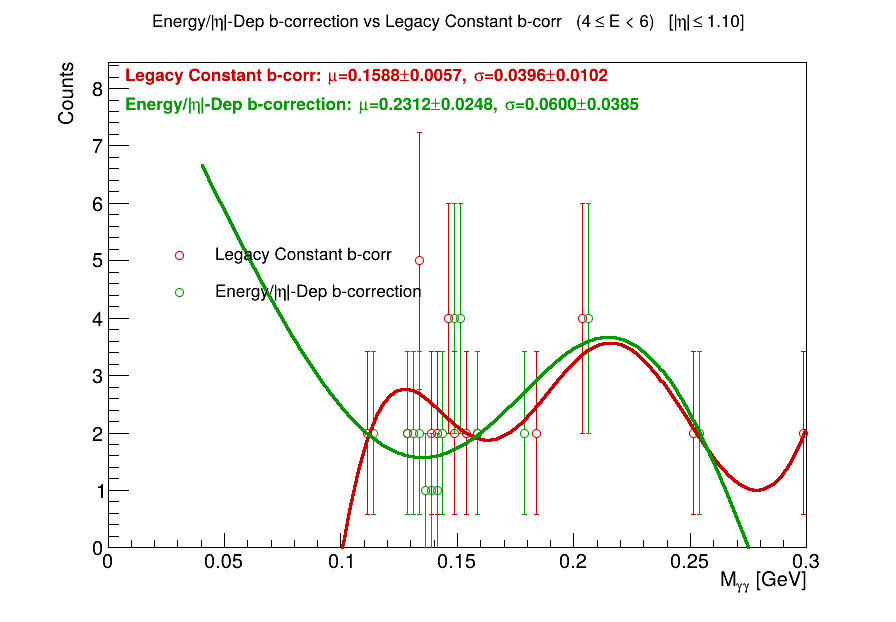 Energy/|η|-Dep b-correction vs Legacy Constant b-corr (4 ≤ E < 6) [|η| ≤ 1.10]
Counts
Legacy Constant b-corr: μ=0.1588±0.0057, σ=0.0396±0.0102
Energy/|η|-Dep b-correction: μ=0.2312±0.0248, σ=0.0600±0.0385
8
7
6
5
4
3
2
1
0
Legacy Constant b-corr
Energy/|η|-Dep b-correction
0 0.05 0.1 0.15 0.2 0.25 0.3
Mγγ [GeV]